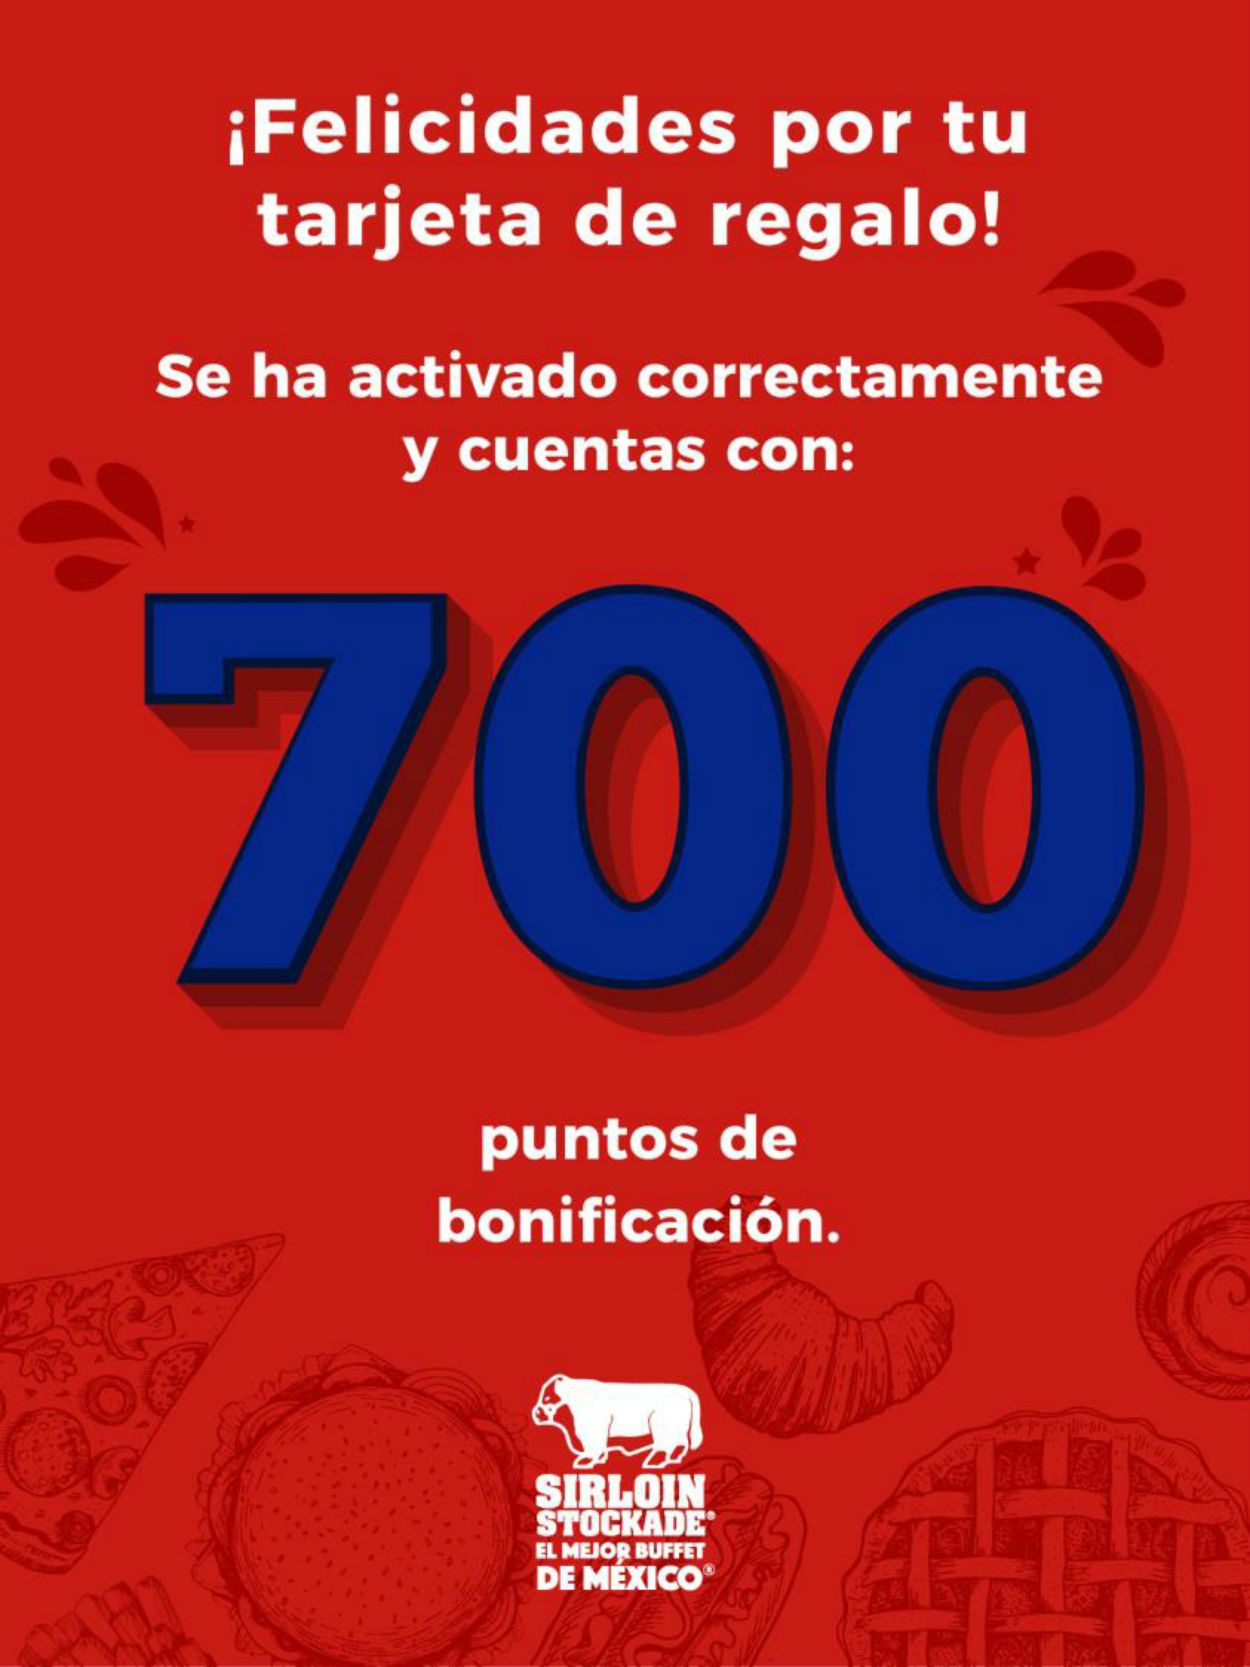 ¡Felicidades por tu
tarjeta de regalo!
Se ha activado correctamente
y cuentas con:
700
puntos de
bonificación.
SIRLOIN
STOCKADE®
EL MEJOR BUFFET
DE MÉXICO®